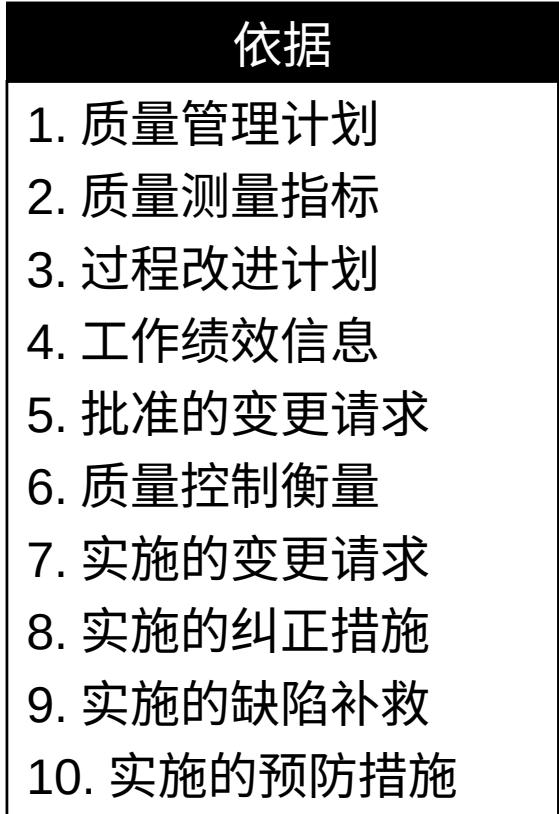 依据
1. 质量管理计划
2. 质量测量指标
3. 过程改进计划
4. 工作绩效信息
5. 批准的变更请求
6. 质量控制衡量
7. 实施的变更请求
8. 实施的纠正措施
9. 实施的缺陷补救
10. 实施的预防措施